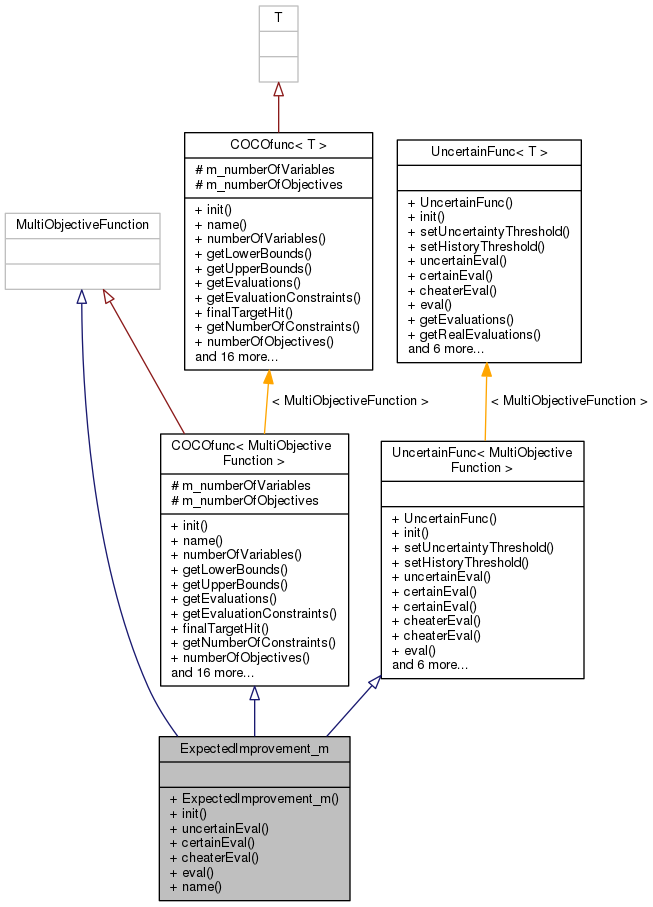 T
COCOfunc< T >
# m_numberOfVariables
# m_numberOfObjectives
+ init()
+ name()
+ numberOfVariables()
+ getLowerBounds()
+ getUpperBounds()
+ getEvaluations()
+ getEvaluationConstraints()
+ finalTargetHit()
+ getNumberOfConstraints()
+ numberOfObjectives()
and 16 more...
UncertainFunc< T >
+ UncertainFunc()
+ init()
+ setUncertaintyThreshold()
+ setHistoryThreshold()
+ uncertainEval()
+ certainEval()
+ cheaterEval()
+ eval()
+ getEvaluations()
+ getRealEvaluations()
and 6 more...
MultiObjectiveFunction
< MultiObjectiveFunction >
< MultiObjectiveFunction >
COCOfunc< MultiObjective
Function >
# m_numberOfVariables
# m_numberOfObjectives
+ init()
+ name()
+ numberOfVariables()
+ getLowerBounds()
+ getUpperBounds()
+ getEvaluations()
+ getEvaluationConstraints()
+ finalTargetHit()
+ getNumberOfConstraints()
+ numberOfObjectives()
and 16 more...
UncertainFunc< MultiObjective
Function >
+ UncertainFunc()
+ init()
+ setUncertaintyThreshold()
+ setHistoryThreshold()
+ uncertainEval()
+ certainEval()
+ certainEval()
+ cheaterEval()
+ cheaterEval()
+ eval()
and 6 more...
ExpectedImprovement_m
+ ExpectedImprovement_m()
+ init()
+ uncertainEval()
+ certainEval()
+ cheaterEval()
+ eval()
+ name()